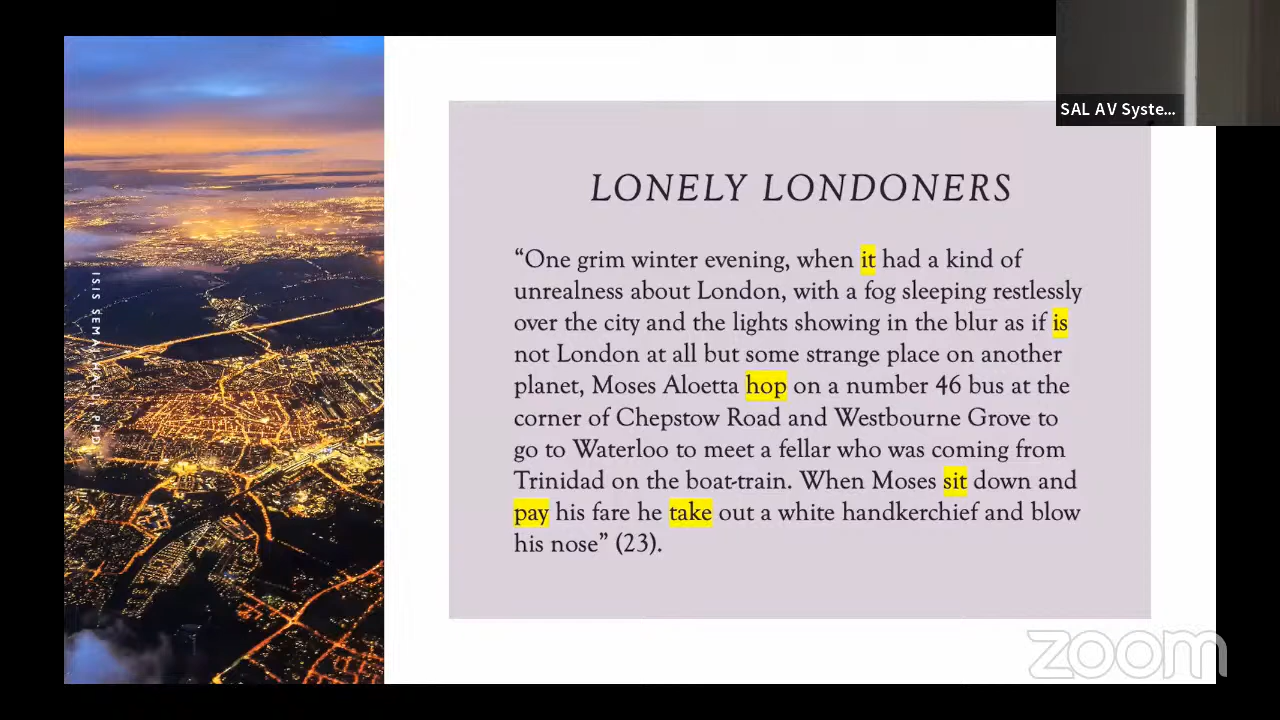 SAL AV Syste...
LONELY LONDONERS
“One grim winter evening, when it had a kind of
unrealness about London, with a fog sleeping restlessly
over the city and the lights showing in the blur as if is
not London at all but some strange place on another
planet, Moses Aloetta hop on a number 46 bus at the
corner of Chepstow Road and Westbourne Grove to
go to Waterloo to meet a fellar who was coming from
Trinidad on the boat-train. When Moses sit down and
pay his fare he take out a white handkerchief and blow
his nose” (23).
ISIS SEMAJ-HALL, PHD
zoom